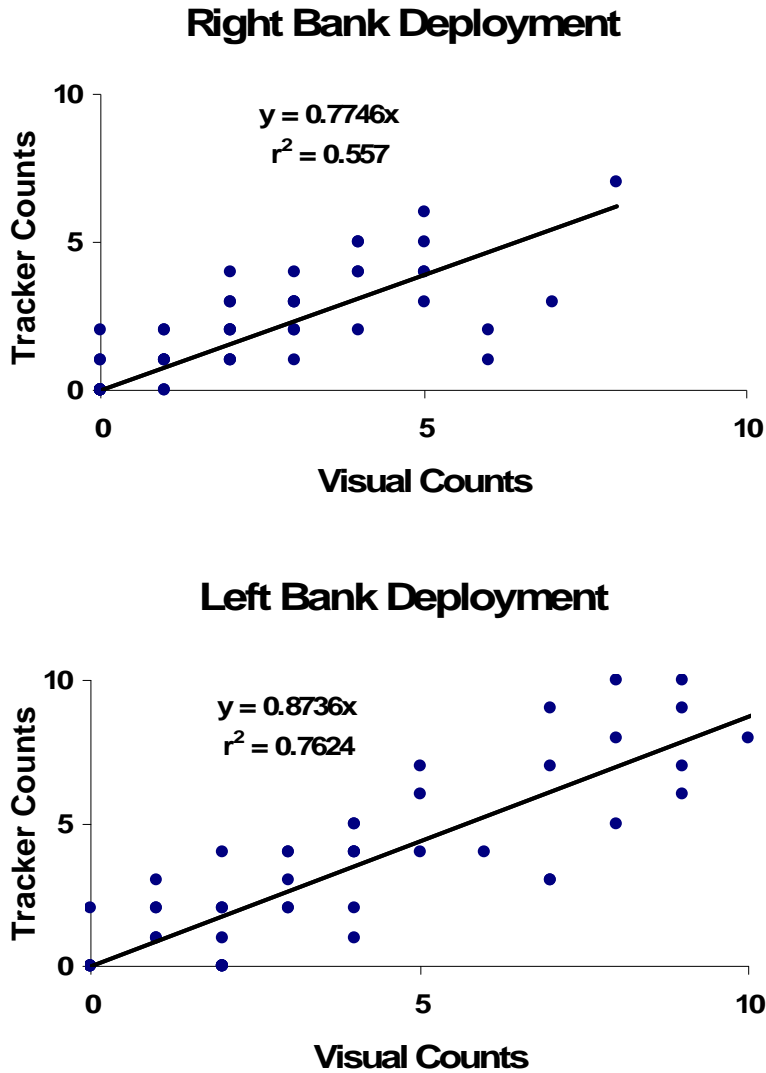 Right Bank Deployment
10
y = 0.7746x
r² = 0.557
Tracker Counts
5
0
0 5 10
Visual Counts
Left Bank Deployment
10
y = 0.8736x
r² = 0.7624
Tracker Counts
5
0
0 5 10
Visual Counts